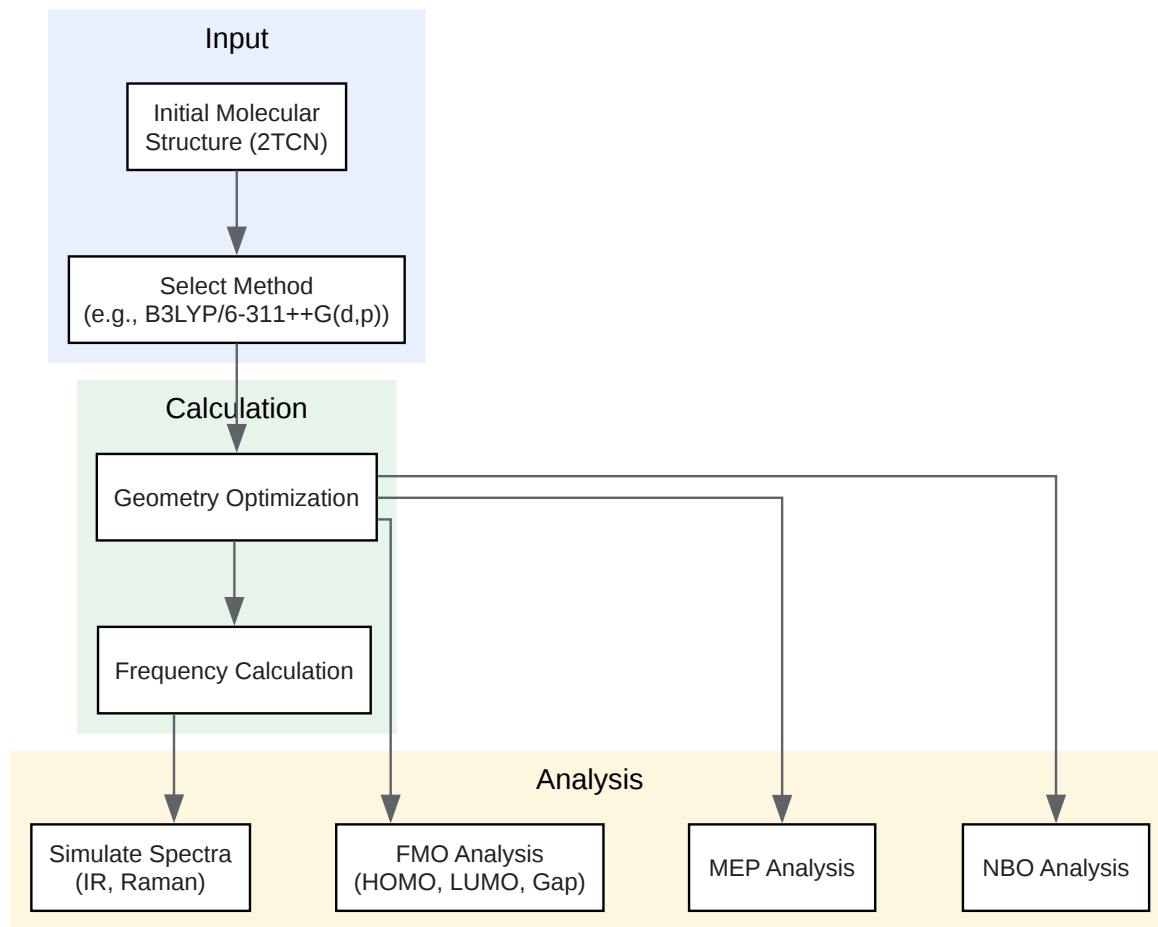 Input
Initial Molecular
Structure (2TCN)
Select Method
(e.g., B3LYP/6-311++G(d,p))
Calculation
Geometry Optimization
Frequency Calculation
Analysis
Simulate Spectra
(IR, Raman)
FMO Analysis
(HOMO, LUMO, Gap)
MEP Analysis
NBO Analysis